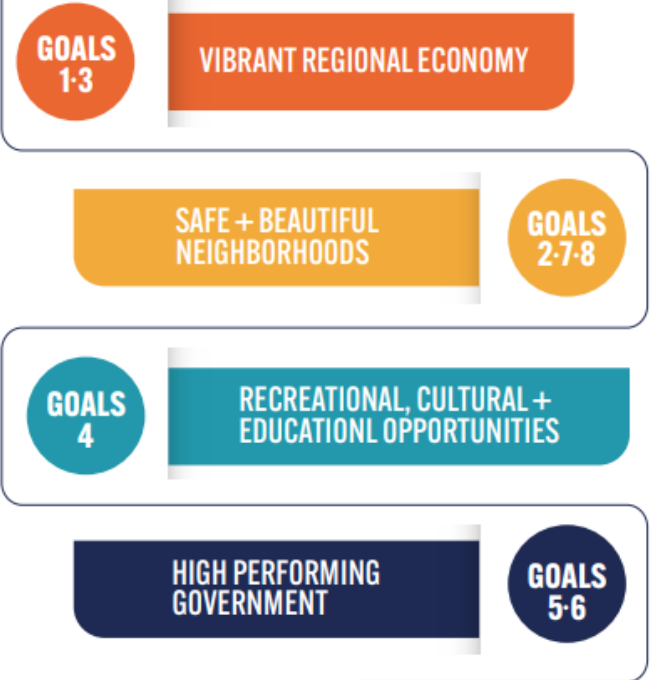 GOALS
1·3
VIBRANT REGIONAL ECONOMY
SAFE + BEAUTIFUL
NEIGHBORHOODS
GOALS
2·7·8
GOALS
4
RECREATIONAL, CULTURAL +
EDUCATIONL OPPORTUNITIES
HIGH PERFORMING
GOVERNMENT
GOALS
5·6